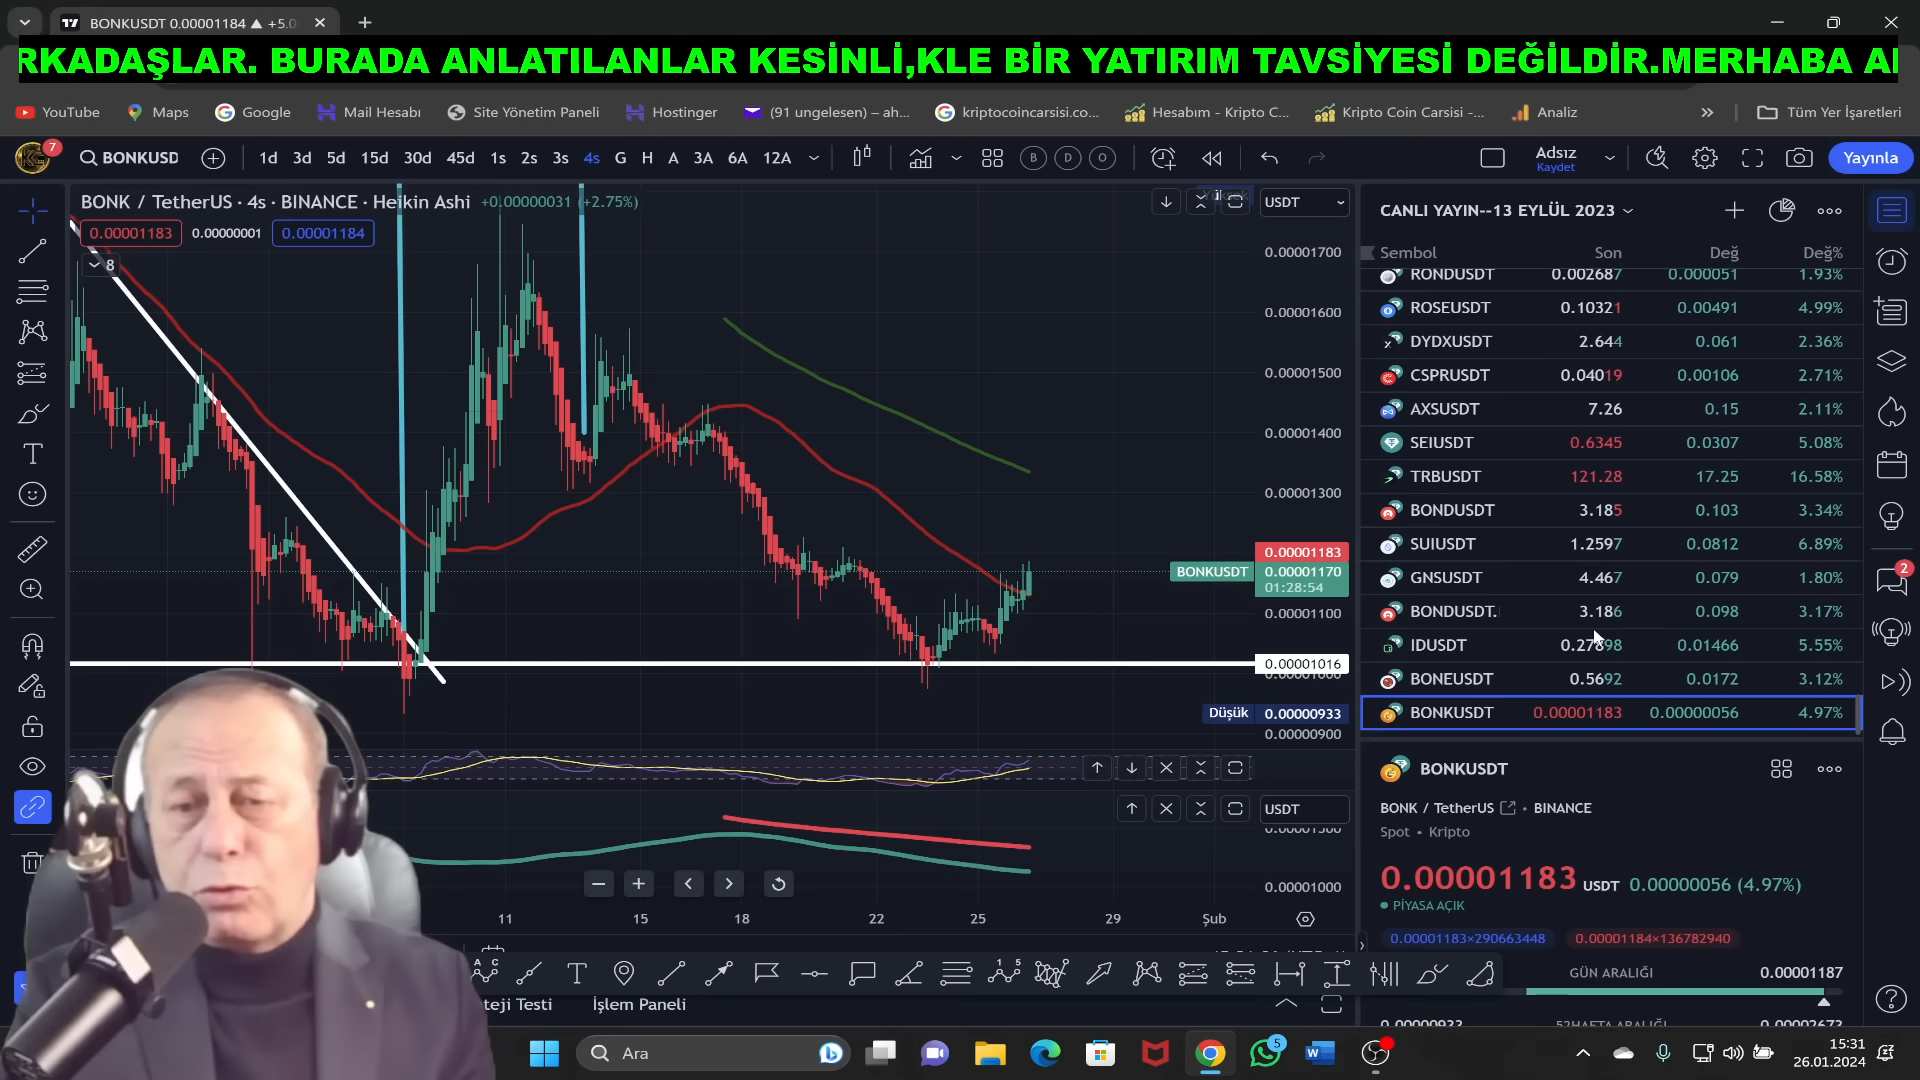 BONKUSDT 0.00001184 ▲ +5.0
RKADAŞLAR. BURADA ANLATILANLAR KESİNLİ,KLE BİR YATIRIM TAVSİYESİ DEĞİLDİR.MERHABA A
YouTube Maps Google Mail Hesabı Site Yönetim Paneli Hostinger (91 ungelesen) – ah... kriptocoincarsisi.co... Hesabım - Kripto C... Kripto Coin Carsisi -... Analiz » Tüm Yer İşaretleri
7 BONKUSD 1d 3d 5d 15d 30d 45d 1s 2s 3s 4s G H A 3A 6A 12A B D O Adsız Kaydet Yayınla
BONK / TetherUS · 4s · BINANCE · Heikin Ashi +0.00000031 (+2.75%) USDT
0.00001183 0.00000001 0.00001184
8
0.00001700
0.00001600
0.00001500
0.00001400
0.00001300
0.00001183
BONKUSDT 0.00001170
01:28:54
0.00001100
0.00001016
Düşük 0.00000933
0.00000900
USDT
0.00001000
11 15 18 22 25 29 Şub
teji Testi İşlem Paneli
CANLI YAYIN--13 EYLÜL 2023
Sembol Son Değ Değ%
RONDUSDT 0.002687 0.000051 1.93%
ROSEUSDT 0.10321 0.00491 4.99%
DYDXUSDT 2.644 0.061 2.36%
CSPRUSDT 0.04019 0.00106 2.71%
AXSUSDT 7.26 0.15 2.11%
SEIUSDT 0.6345 0.0307 5.08%
TRBUSDT 121.28 17.25 16.58%
BONDUSDT 3.185 0.103 3.34%
SUIUSDT 1.2597 0.0812 6.89%
GNSUSDT 4.467 0.079 1.80%
BONDUSDT. 3.186 0.098 3.17%
IDUSDT 0.27898 0.01466 5.55%
BONEUSDT 0.5692 0.0172 3.12%
BONKUSDT 0.00001183 0.00000056 4.97%
BONKUSDT
BONK / TetherUS • BINANCE
Spot • Kripto
0.00001183 USDT 0.00000056 (4.97%)
PİYASA AÇIK
0.00001183×290663448 0.00001184×136782940
GÜN ARALIĞI 0.00001187
0.00000933 52HAFTA ARALIĞI 0.00002673
2
Ara
5
15:31
26.01.2024